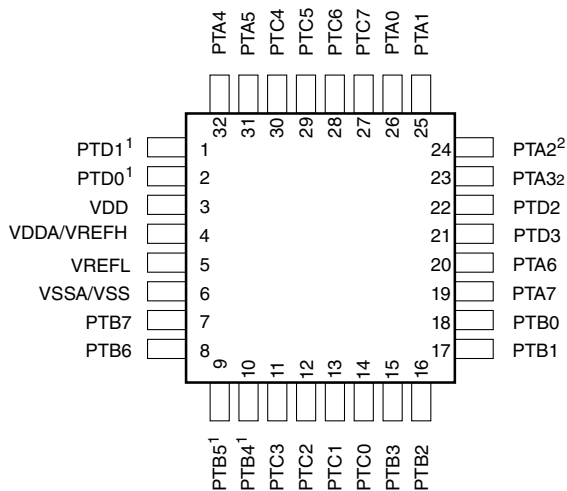 PTA4 PTA5 PTC4 PTC5 PTC6 PTC7 PTA0 PTA1
32 31 30 29 28 27 26 25
PTD1¹ 1 24 PTA2²
PTD0¹ 2 23 PTA32
VDD 3 22 PTD2
VDDA/VREFH 4 21 PTD3
VREFL 5 20 PTA6
VSSA/VSS 6 19 PTA7
PTB7 7 18 PTB0
PTB6 8 17 PTB1
9 10 11 12 13 14 15 16
PTB5¹ PTB4¹ PTC3 PTC2 PTC1 PTC0 PTB3 PTB2